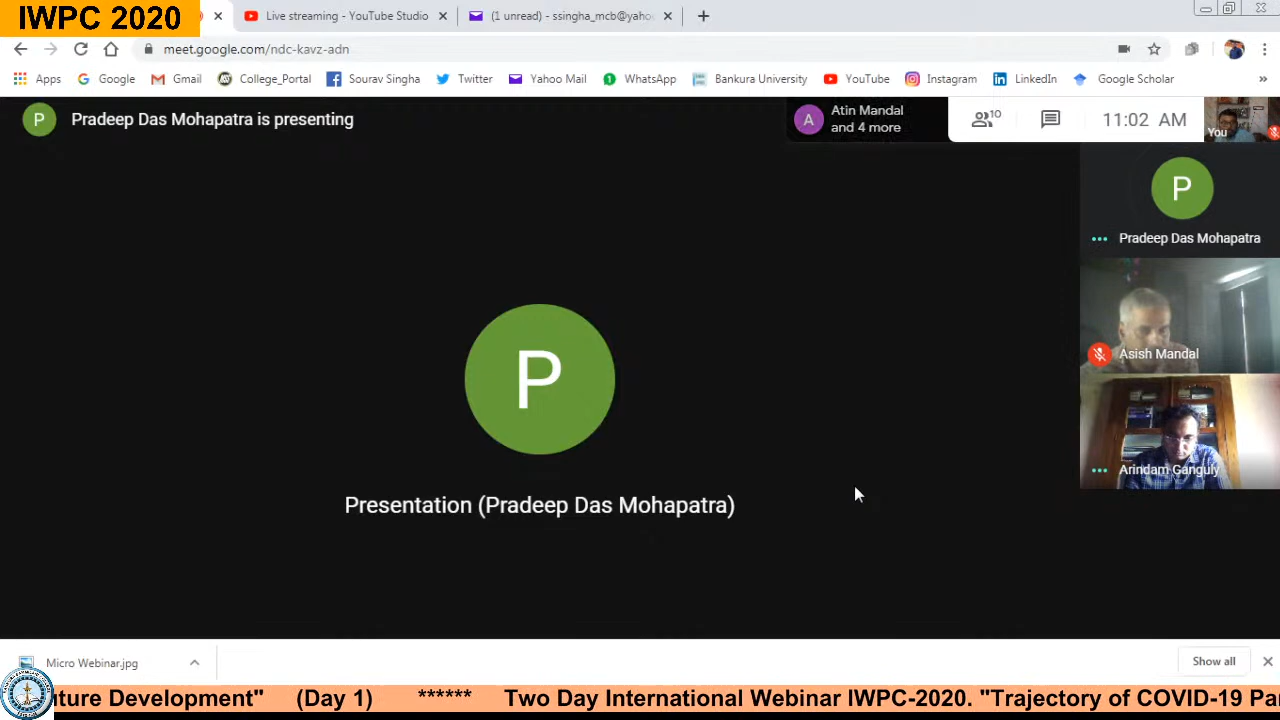 IWPC 2020
Live streaming - YouTube Studio
(1 unread) - ssingha_mcb@yaho
meet.google.com/ndc-kavz-adn
Apps Google Gmail College_Portal Sourav Singha Twitter Yahoo Mail WhatsApp Bankura University YouTube Instagram LinkedIn Google Scholar »
P Pradeep Das Mohapatra is presenting
A Atin Mandal
and 4 more
10
11:02 AM
You
P
Pradeep Das Mohapatra
Asish Mandal
Arindam Ganguly
P
Presentation (Pradeep Das Mohapatra)
Micro Webinar.jpg
Show all
uture Development" (Day 1) ****** Two Day International Webinar IWPC-2020. "Trajectory of COVID-19 Pa